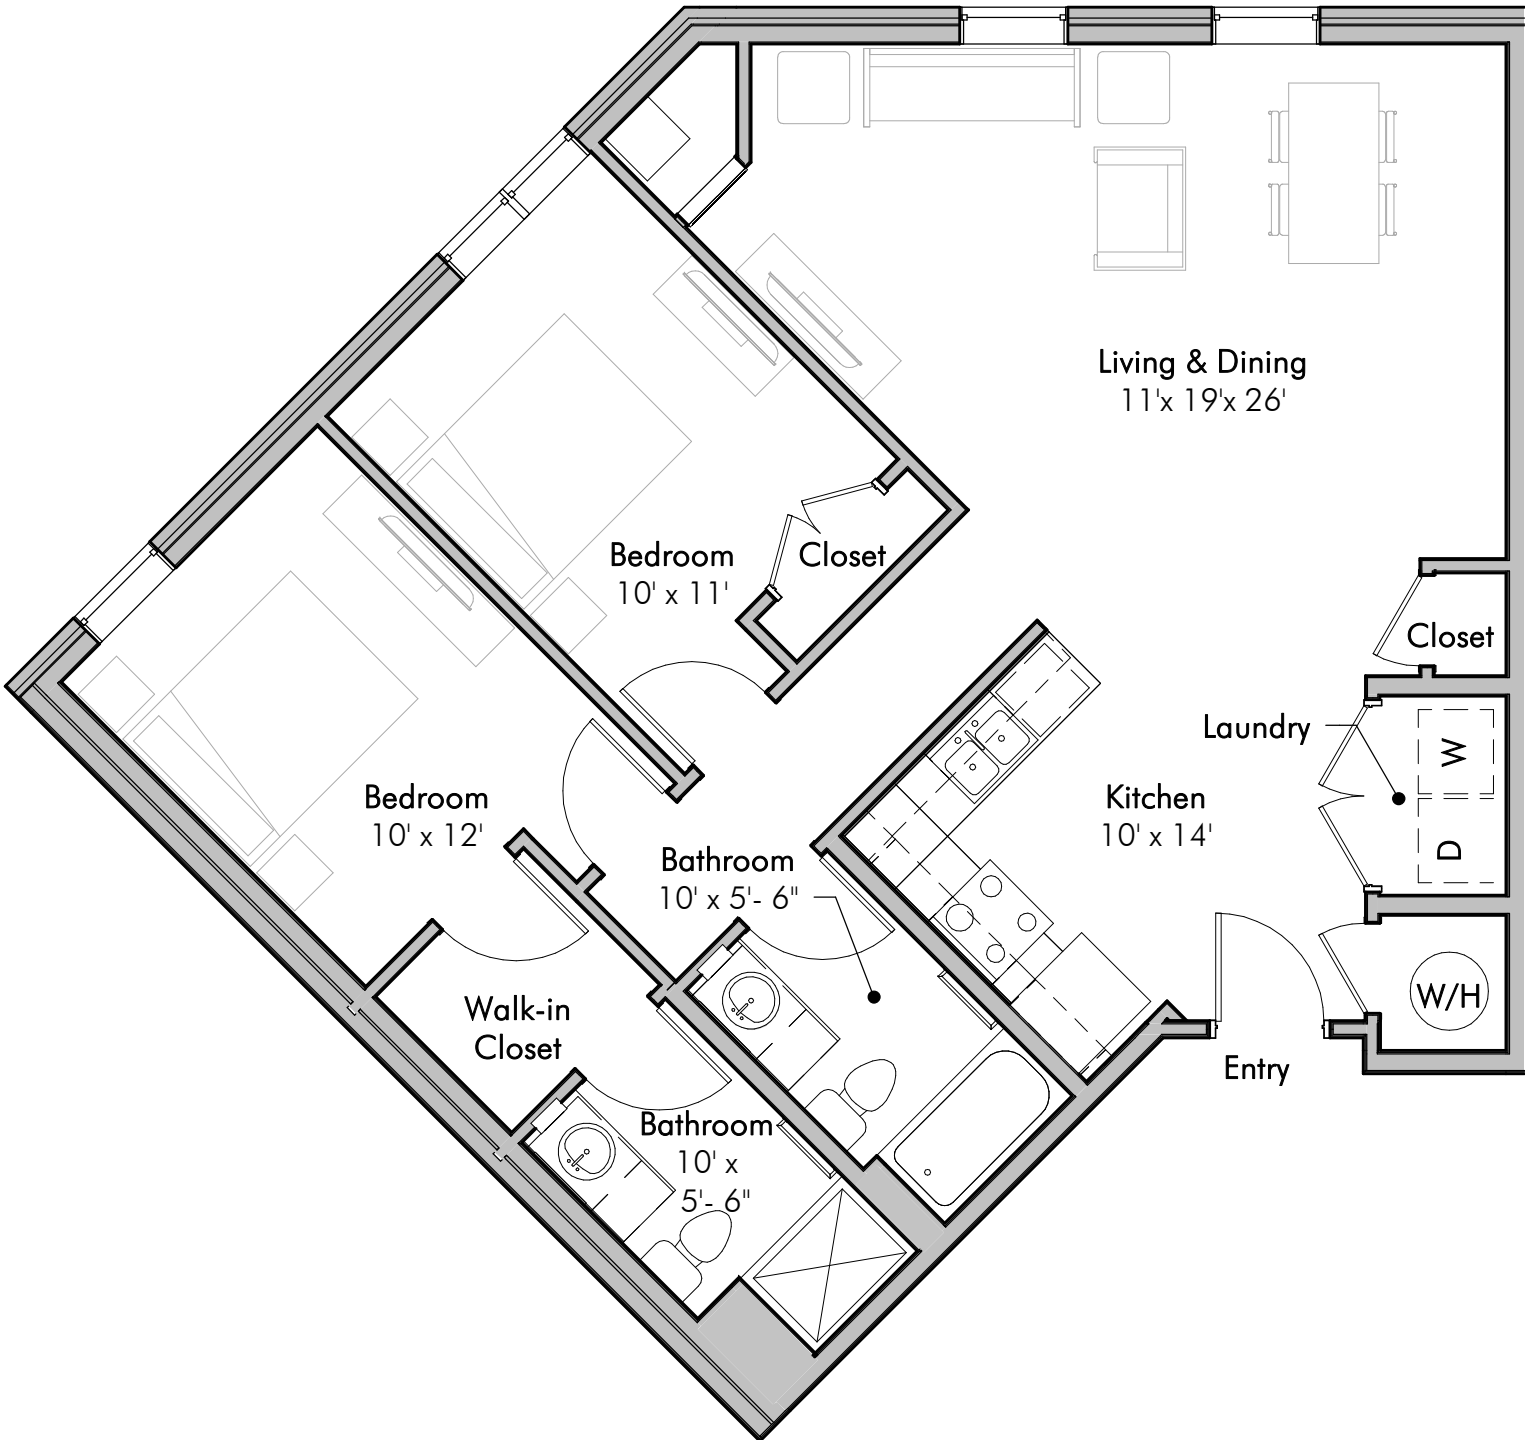 Living & Dining
11'x 19'x 26'
Bedroom
10' x 11'
Closet
Closet
Laundry
W
D
Kitchen
10' x 14'
Bedroom
10' x 12'
Bathroom
10' x 5'- 6"
Walk-in
Closet
W/H
Entry
Bathroom
10' x
5'- 6"